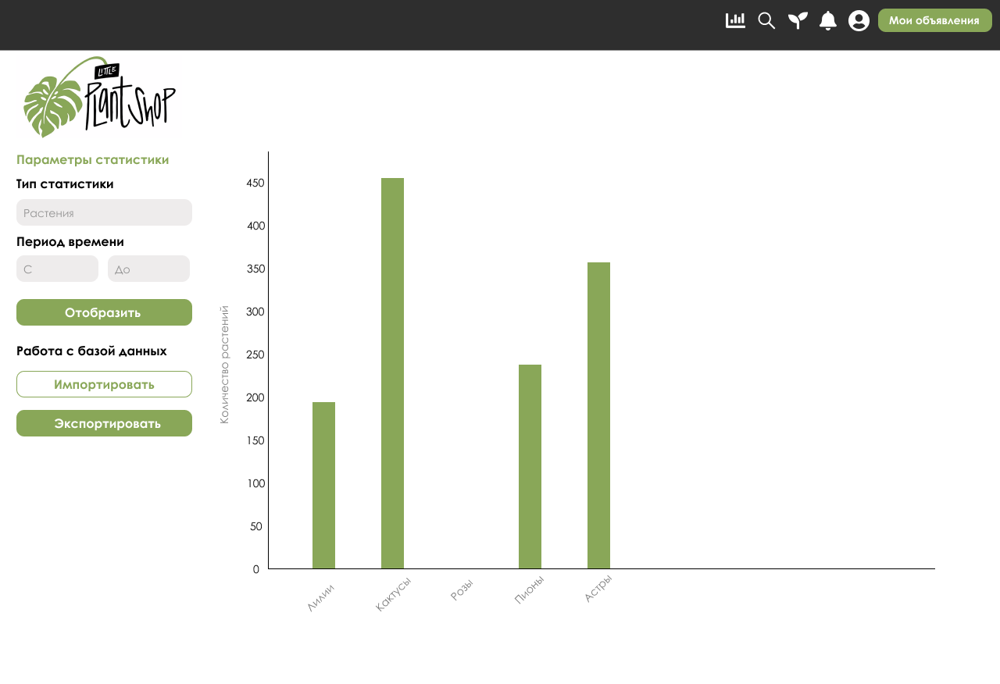 Мои объявления
LITTLE
Plant Shop
Параметры статистики
Тип статистики
Растения
Период времени
С
До
Отобразить
Работа с базой данных
Импортировать
Экспортировать
Количество растений
450
400
350
300
250
200
150
100
50
0
Лилии
Кактусы
Розы
Пионы
Астры